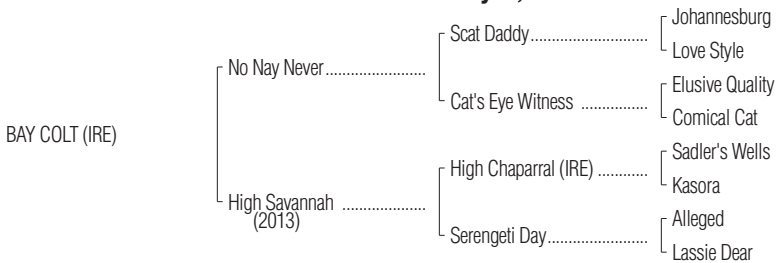 Johannesburg
Scat Daddy
Love Style
No Nay Never
Elusive Quality
Cat's Eye Witness
Comical Cat
BAY COLT (IRE)
Sadler's Wells
High Chaparral (IRE)
Kasora
High Savannah
(2013)
Alleged
Serengeti Day
Lassie Dear